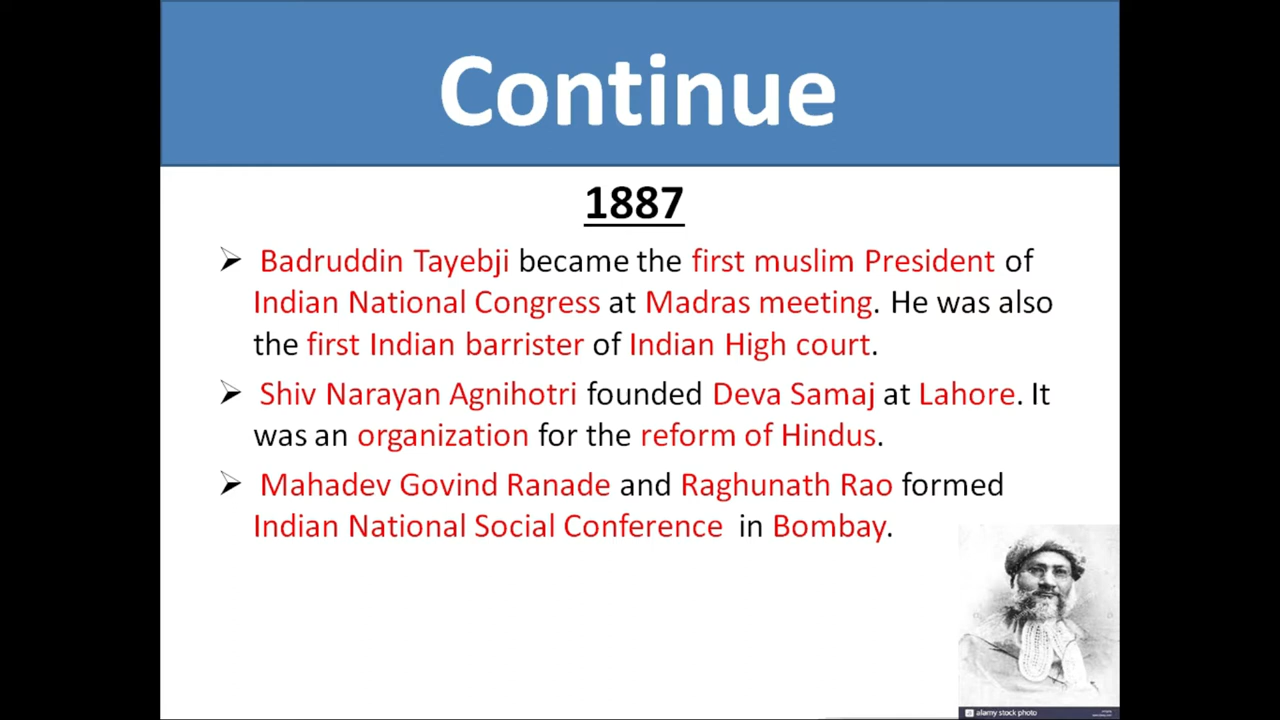 Continue
1887
➢ Badruddin Tayebji became the first muslim President of
Indian National Congress at Madras meeting. He was also
the first Indian barrister of Indian High court.
➢ Shiv Narayan Agnihotri founded Deva Samaj at Lahore. It
was an organization for the reform of Hindus.
➢ Mahadev Govind Ranade and Raghunath Rao formed
Indian National Social Conference in Bombay.
a alamy stock photo